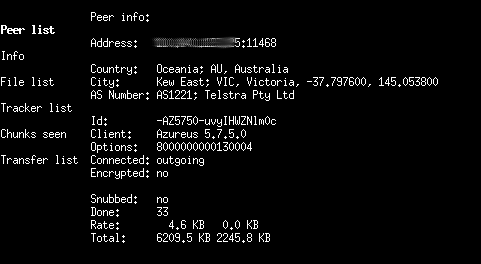 Peer info:
Peer list
Address: 5:11468
Info
Country: Oceania; AU, Australia
File list City: Kew East; VIC, Victoria, -37.797600, 145.053800
AS Number: AS1221; Telstra Pty Ltd
Tracker list
Id: -AZ5750-uvyIHWZNlm0c
Chunks seen Client: Azureus 5.7.5.0
Options: 8000000000130004
Transfer list Connected: outgoing
Encrypted: no
Snubbed: no
Done: 33
Rate: 4.6 KB 0.0 KB
Total: 6209.5 KB 2245.8 KB